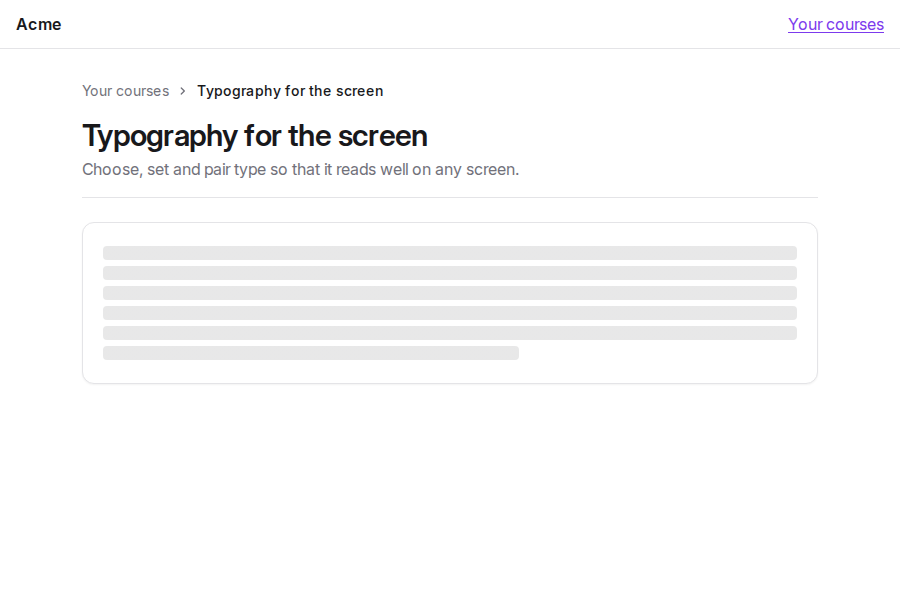 Acme
Your courses
Your courses > Typography for the screen
Typography for the screen
Choose, set and pair type so that it reads well on any screen.